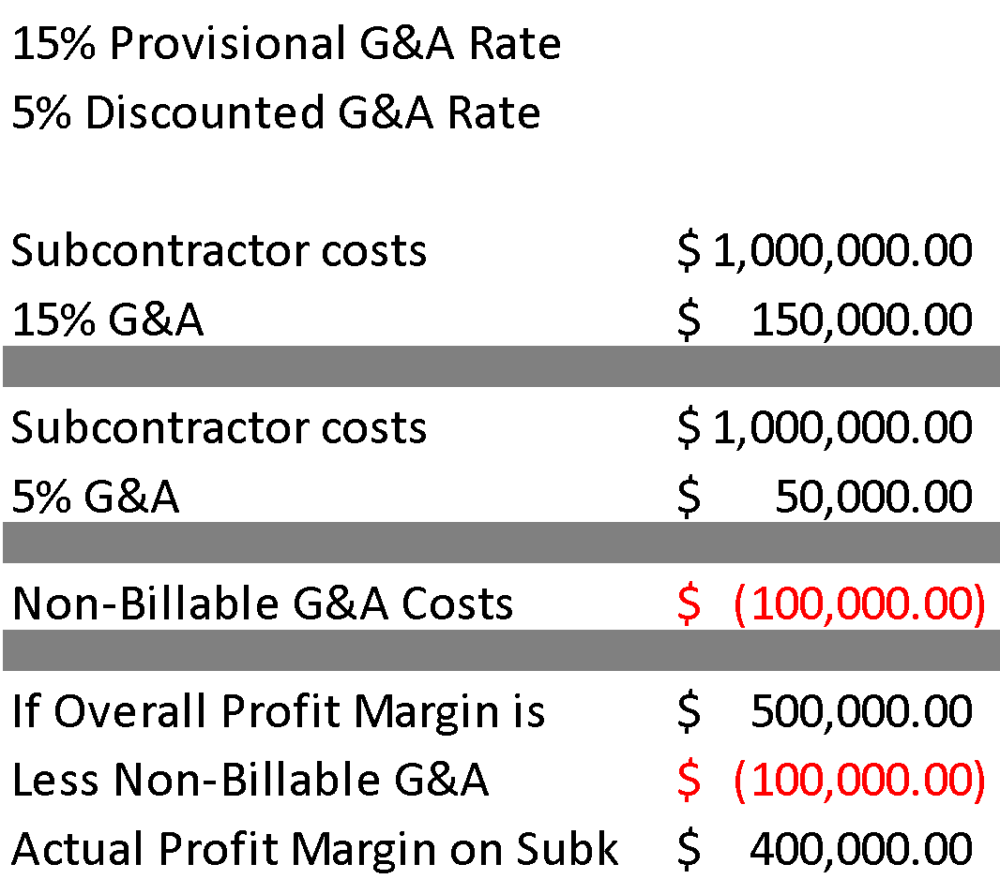 15% Provisional G&A Rate
5% Discounted G&A Rate
Subcontractor costs $ 1,000,000.00
15% G&A $ 150,000.00
Subcontractor costs $ 1,000,000.00
5% G&A $ 50,000.00
Non-Billable G&A Costs $ (100,000.00)
If Overall Profit Margin is $ 500,000.00
Less Non-Billable G&A $ (100,000.00)
Actual Profit Margin on Subk $ 400,000.00